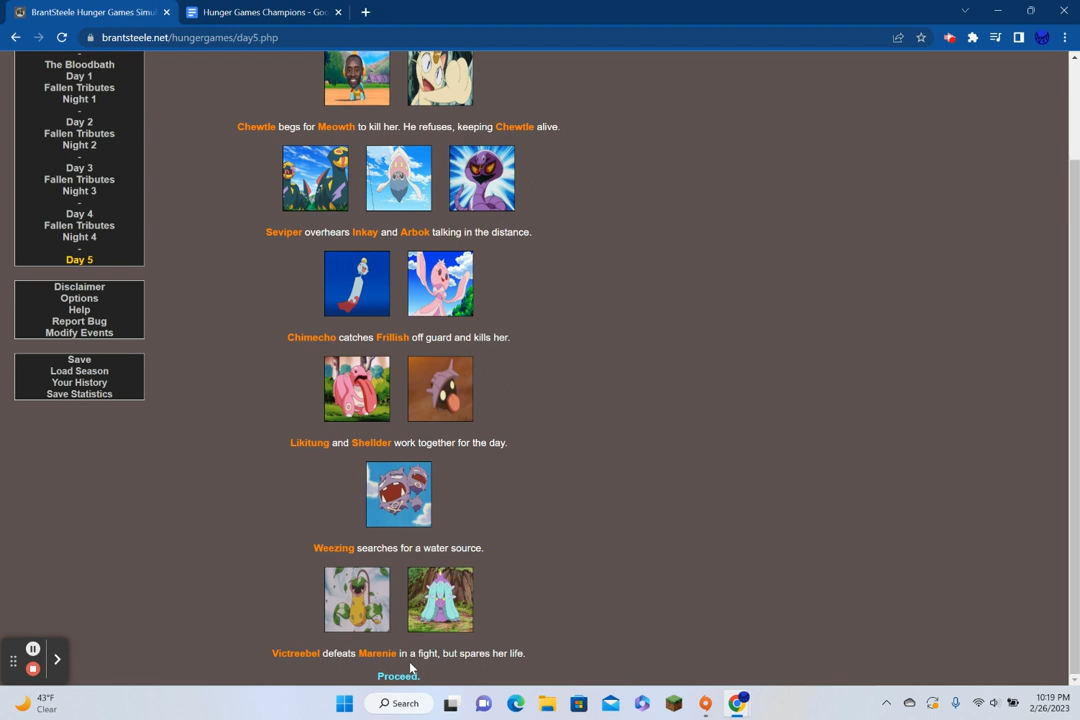 BrantSteele Hunger Games Simu
Hunger Games Champions - Goo
brantsteele.net/hungergames/day5.php
The Bloodbath
Day 1
Fallen Tributes
Night 1
-
Day 2
Fallen Tributes
Night 2
-
Day 3
Fallen Tributes
Night 3
-
Day 4
Fallen Tributes
Night 4
-
Day 5
Disclaimer
Options
Help
Report Bug
Modify Events
Save
Load Season
Your History
Save Statistics
Chewtle begs for Meowth to kill her. He refuses, keeping Chewtle alive.
Seviper overhears Inkay and Arbok talking in the distance.
Chimecho catches Frillish off guard and kills her.
Likitung and Shellder work together for the day.
Weezing searches for a water source.
Victreebel defeats Marenie in a fight, but spares her life.
Proceed.
43°F
Clear
Search
10:19 PM
2/26/2023